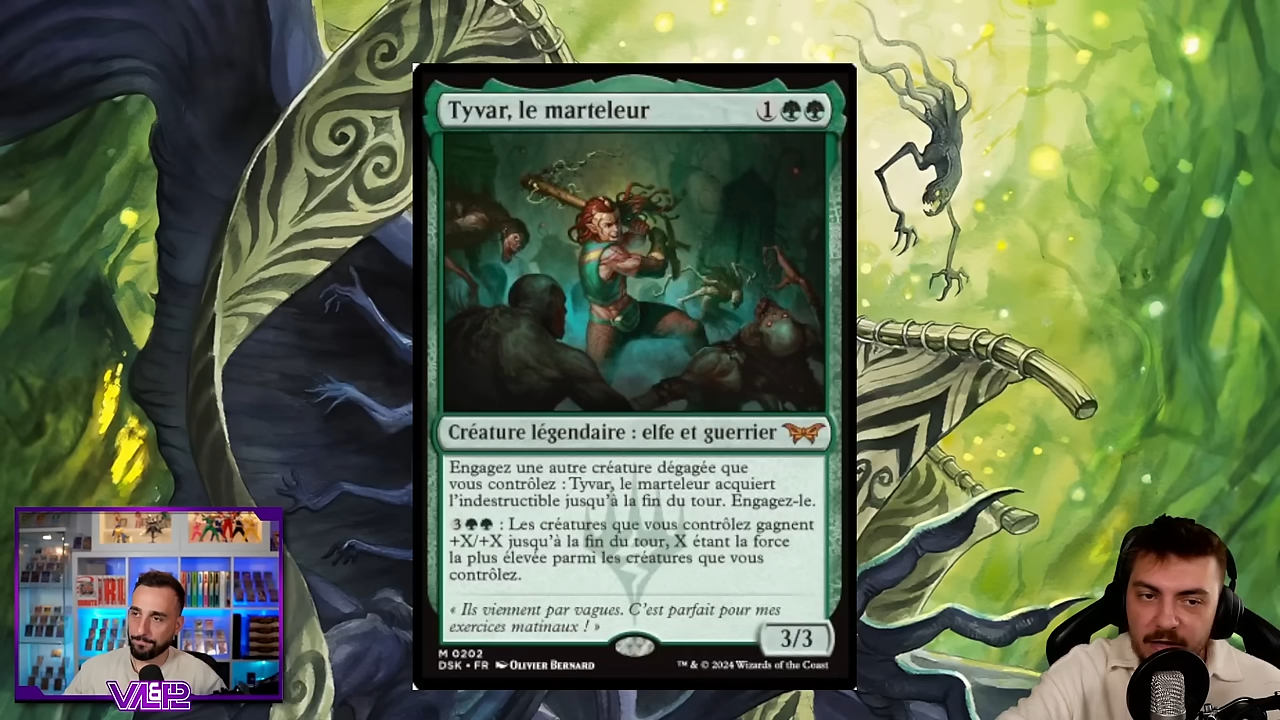 Tyvar, le marteleur
1
Créature légendaire : elfe et guerrier
Engagez une autre créature dégagée que
vous contrôlez : Tyvar, le marteleur acquiert
l'indestructible jusqu'à la fin du tour. Engagez-le.
3 : Les créatures que vous contrôlez gagnent
+X/+X jusqu'à la fin du tour, X étant la force
la plus élevée parmi les créatures que vous
contrôlez.
« Ils viennent par vagues. C'est parfait pour mes
exercices matinaux ! »
3/3
M 0202
DSK • FR Olivier Bernard
™ & © 2024 Wizards of the Coast